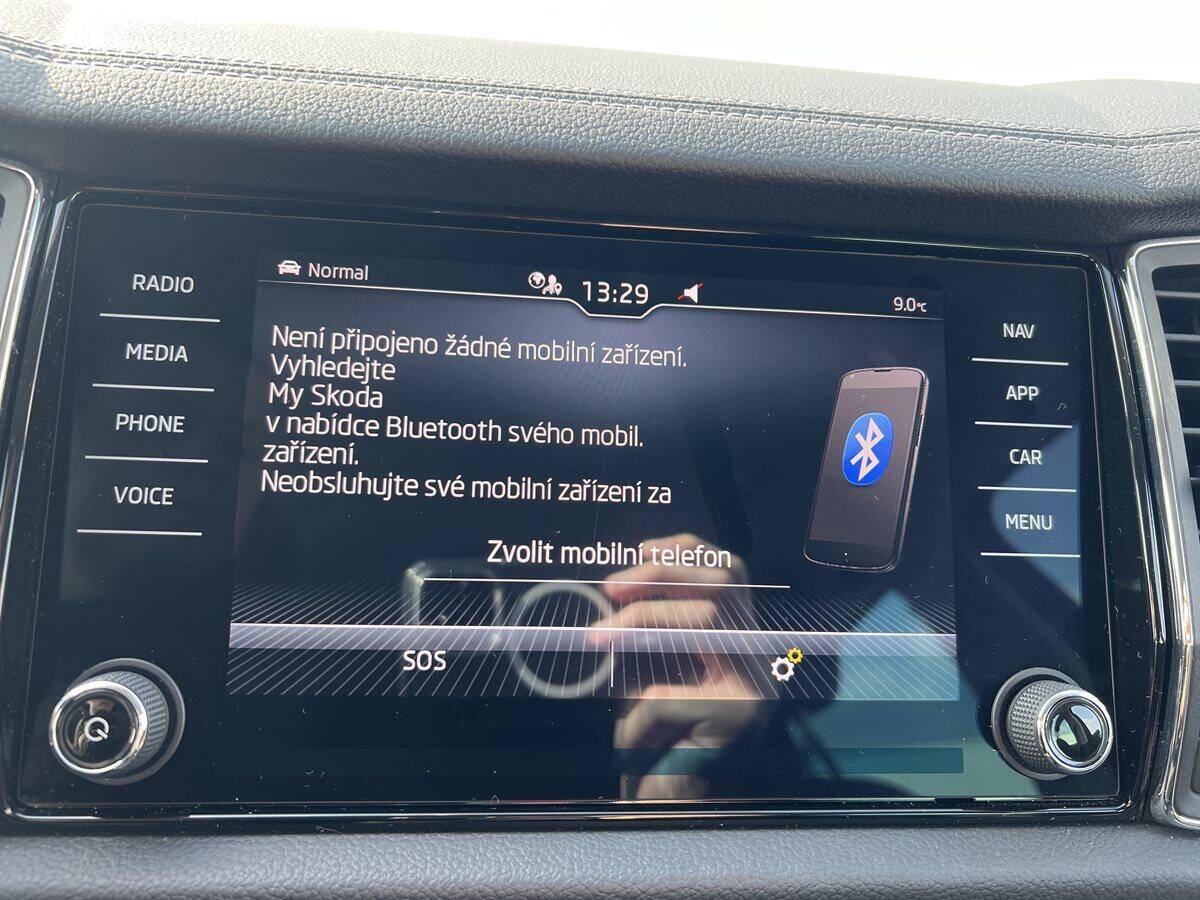 Normal
13:29
9.0°C
RADIO
MEDIA
PHONE
VOICE
Není připojeno žádné mobilní zařízení.
Vyhledejte
My Skoda
v nabídce Bluetooth svého mobil.
zařízení.
Neobsluhujte své mobilní zařízení za
Zvolit mobilní telefon
SOS
NAV
APP
CAR
MENU